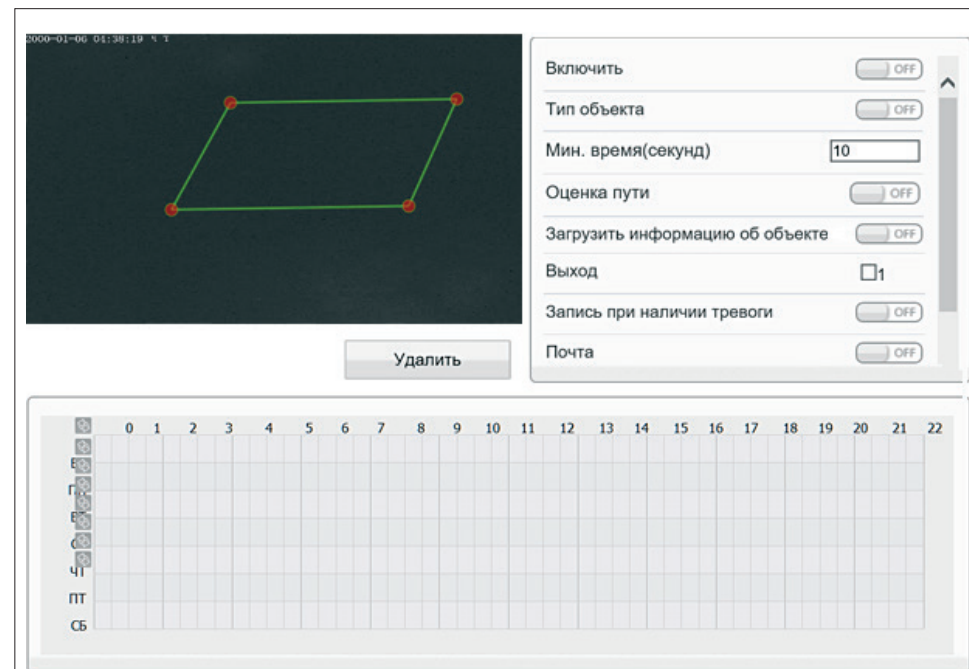 2000-01-06 04:38:19
Включить OFF
Тип объекта OFF
Мин. время(секунд) 10
Оценка пути OFF
Загрузить информацию об объекте OFF
Выход 1
Запись при наличии тревоги OFF
Почта OFF
Удалить
0 1 2 3 4 5 6 7 8 9 10 11 12 13 14 15 16 17 18 19 20 21 22
ЧТ
ПТ
СБ